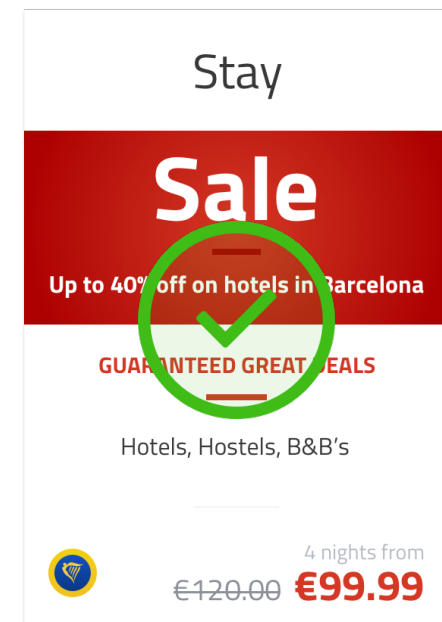 Stay
Sale
Up to 40% off on hotels in Barcelona
GUARANTEED GREAT DEALS
Hotels, Hostels, B&B’s
4 nights from
€120.00 €99.99